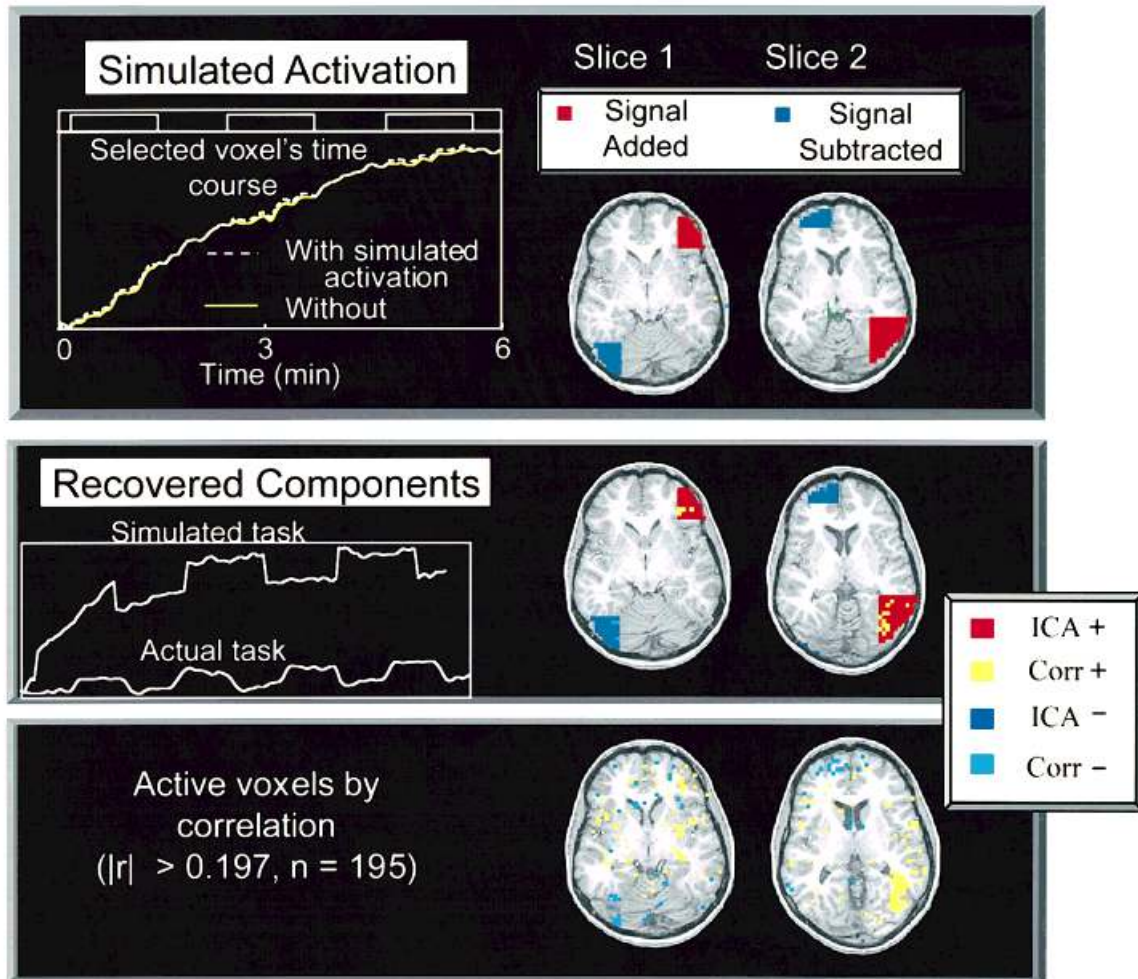 Simulated Activation
Selected voxel's time
course
With simulated
activation
Without
0 3 6
Time (min)
Slice 1 Slice 2
Signal
Added
Signal
Subtracted
Recovered Components
Simulated task
Actual task
ICA +
Corr +
ICA −
Corr −
Active voxels by
correlation
(|r| > 0.197, n = 195)